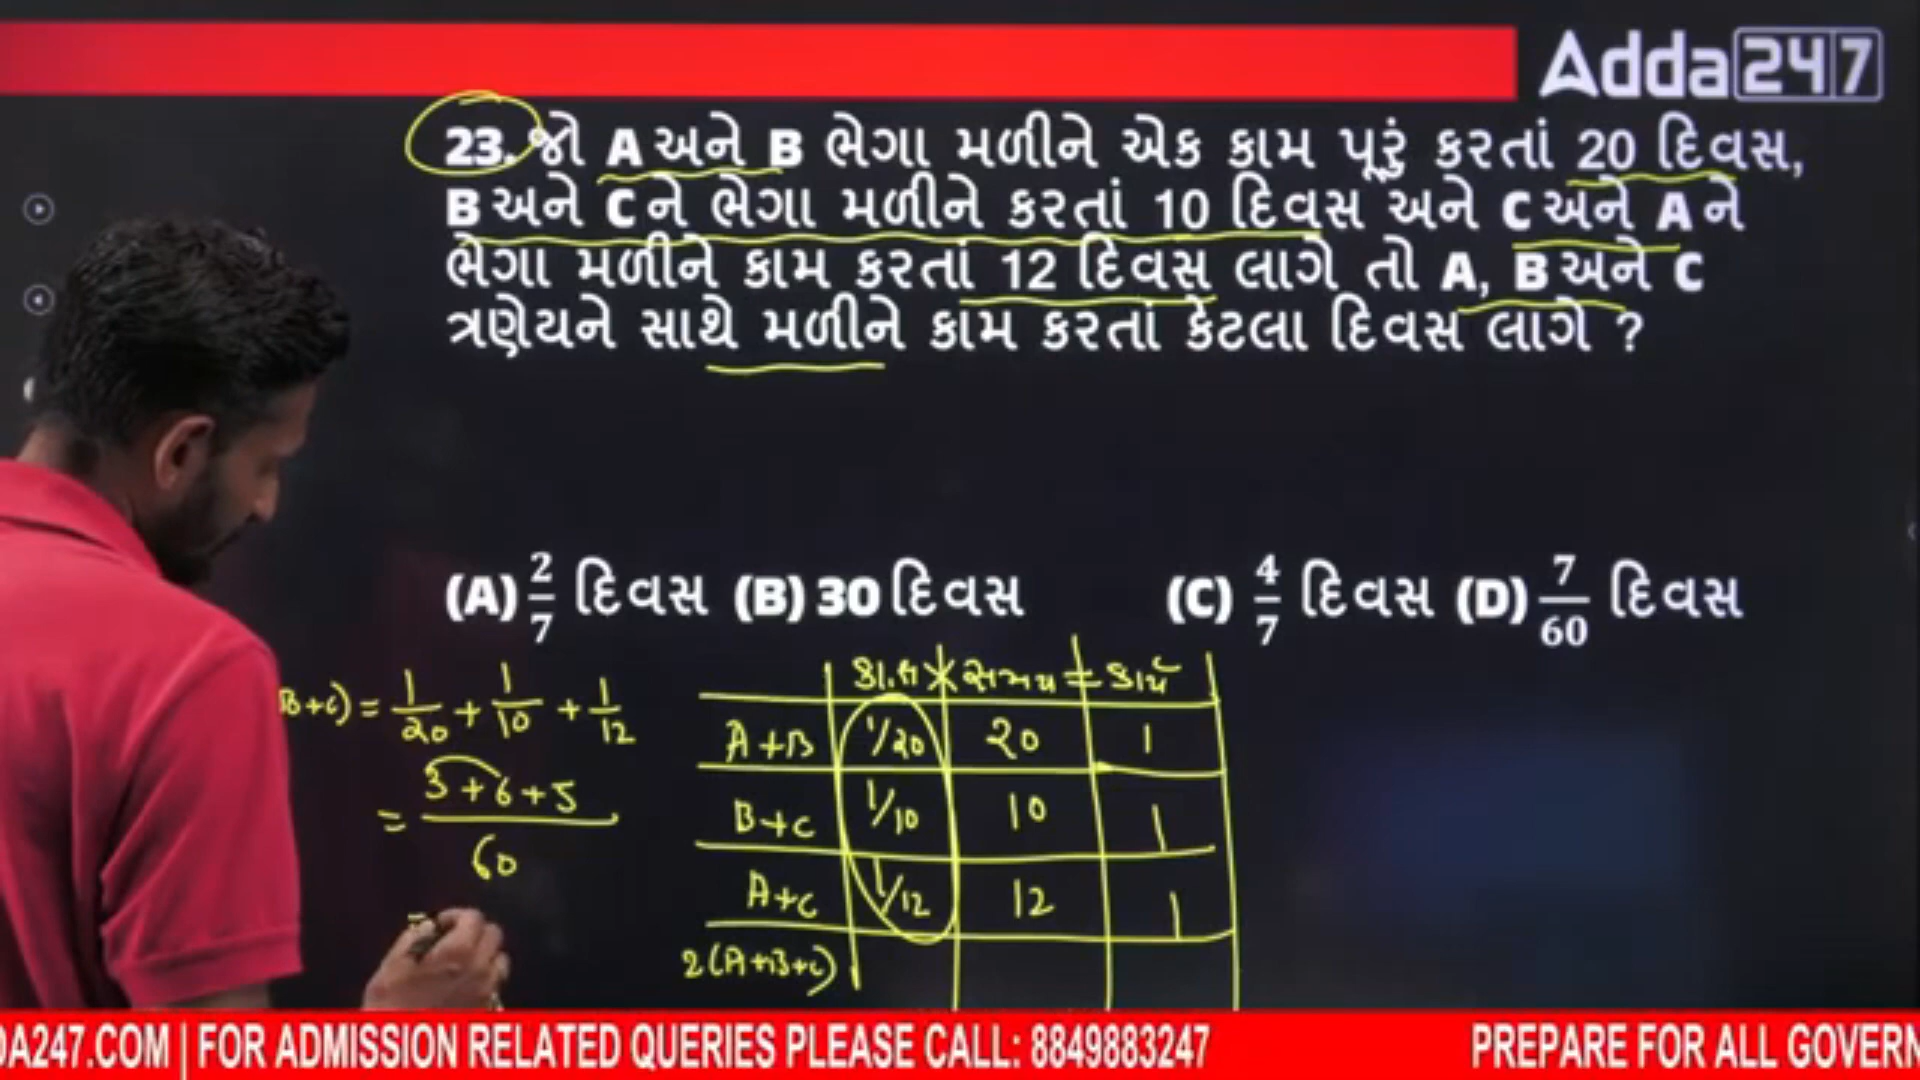 Adda247
23. જો A અને B ભેગા મળીને એક કામ પૂરું કરતાં 20 દિવસ,
B અને C ને ભેગા મળીને કરતાં 10 દિવસ અને C અને A ને
ભેગા મળીને કામ કરતાં 12 દિવસ લાગે તો A, B અને C
ત્રણેયને સાથે મળીને કામ કરતાં કેટલા દિવસ લાગે ?
(A) 2/7 દિવસ (B) 30 દિવસ (C) 4/7 દિવસ (D) 7/60 દિવસ
B+C) = 1/20 + 1/10 + 1/12
= 3+6+5/60
=
× સમય = કાર્ય
A+B 1/20 20 1
B+C 1/10 10 1
A+C 1/12 12 1
2(A+B+C)
DA247.COM | FOR ADMISSION RELATED QUERIES PLEASE CALL: 8849883247 PREPARE FOR ALL GOVERN